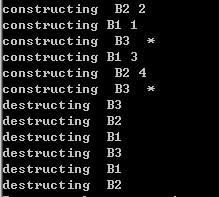 constructing  B2 2
constructing B1 1
constructing  B3  *
constructing B1 3
constructing  B2 4
constructing  B3  *
destructing  B3
destructing  B2
destructing  B1
destructing  B3
destructing  B1
destructing  B2